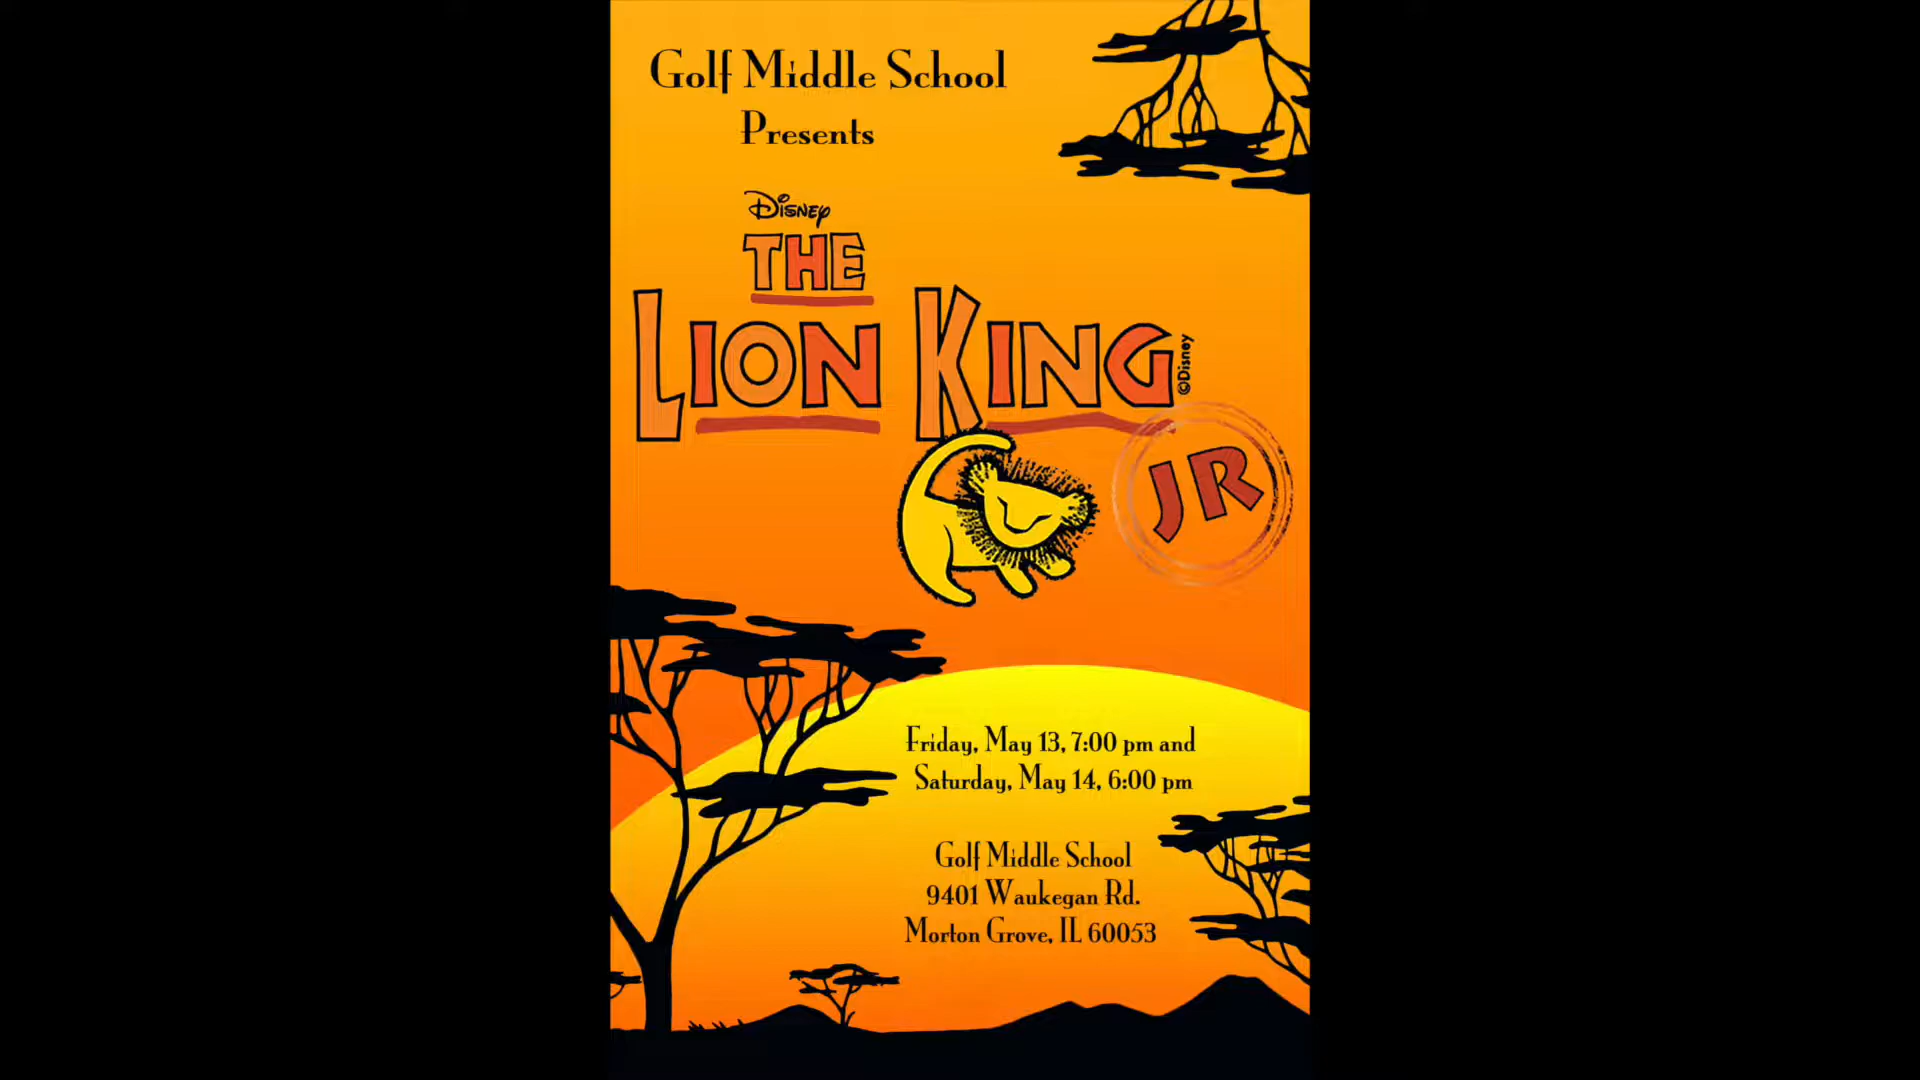 Golf Middle School
Presents
Disney
THE
LION KING
©Disney
JR
Friday, May 13, 7:00 pm and
Saturday, May 14, 6:00 pm
Golf Middle School
9401 Waukegan Rd.
Morton Grove, IL 60053